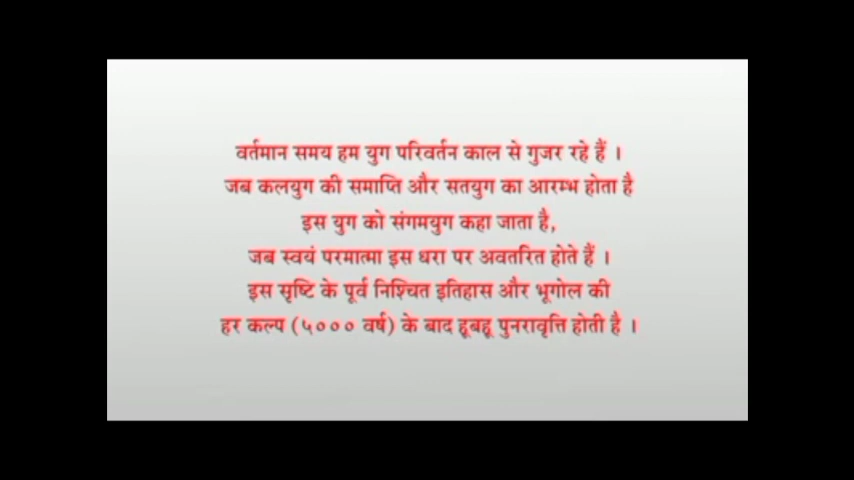 वर्तमान समय हम युग परिवर्तन काल से गुजर रहे हैं ।
जब कलयुग की समाप्ति और सतयुग का आरम्भ होता है
इस युग को संगमयुग कहा जाता है,
जब स्वयं परमात्मा इस धरा पर अवतरित होते हैं ।
इस सृष्टि के पूर्व निश्चित इतिहास और भूगोल की
हर कल्प (५००० वर्ष) के बाद हूबहू पुनरावृत्ति होती है ।